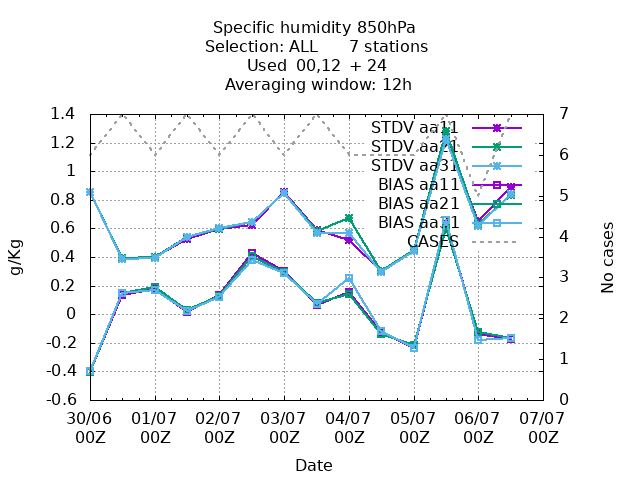 Specific humidity 850hPa
Selection: ALL 7 stations
Used 00,12 + 24
Averaging window: 12h
1.4
1.2
1
0.8
0.6
0.4
0.2
0
-0.2
-0.4
-0.6
g/Kg
7
6
5
4
3
2
1
0
No cases
STDV aa11
STDV aa21
STDV aa31
BIAS aa11
BIAS aa21
BIAS aa31
CASES
30/06 01/07 02/07 03/07 04/07 05/07 06/07 07/07
00Z 00Z 00Z 00Z 00Z 00Z 00Z 00Z
Date